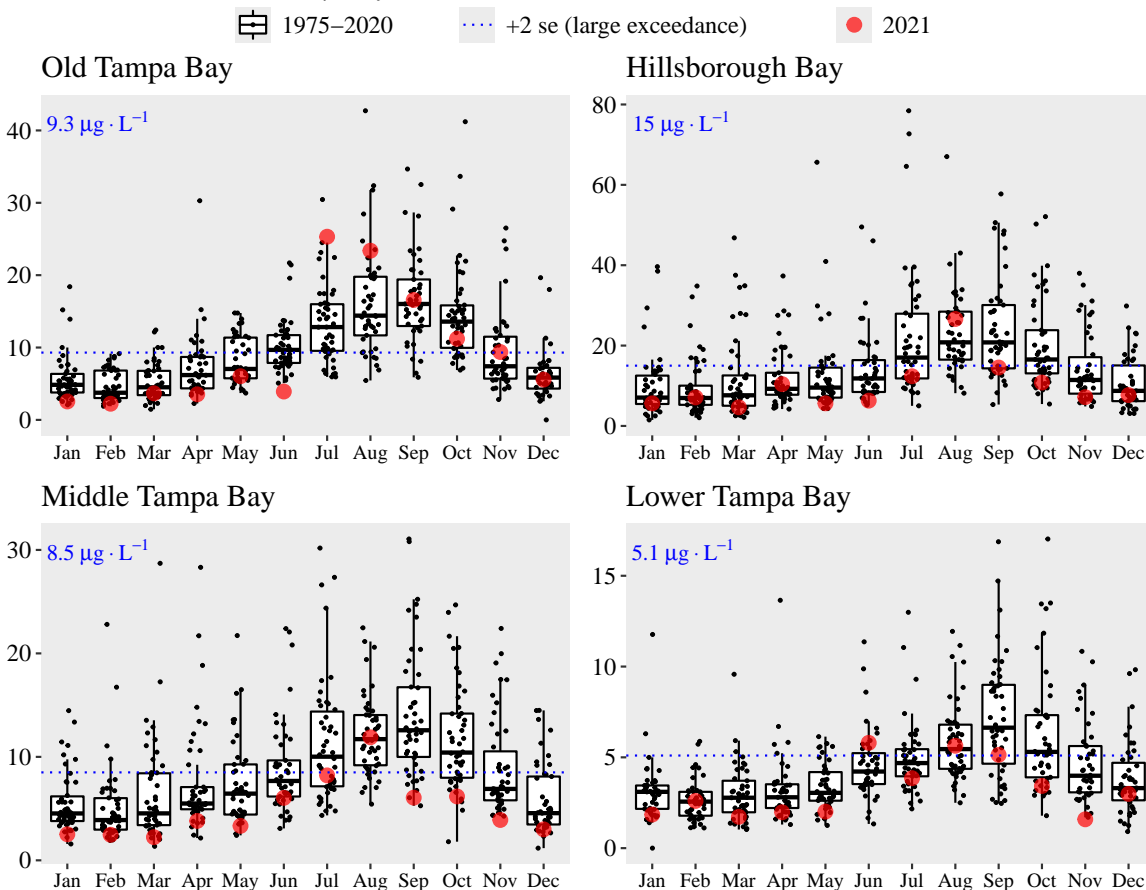 1975−2020 +2 se (large exceedance) 2021
Old Tampa Bay
9.3 μg · L⁻¹
40
30
20
10
0
Jan Feb Mar Apr May Jun Jul Aug Sep Oct Nov Dec
Hillsborough Bay
15 μg · L⁻¹
80
60
40
20
0
Jan Feb Mar Apr May Jun Jul Aug Sep Oct Nov Dec
Middle Tampa Bay
8.5 μg · L⁻¹
30
20
10
0
Jan Feb Mar Apr May Jun Jul Aug Sep Oct Nov Dec
Lower Tampa Bay
5.1 μg · L⁻¹
15
10
5
0
Jan Feb Mar Apr May Jun Jul Aug Sep Oct Nov Dec